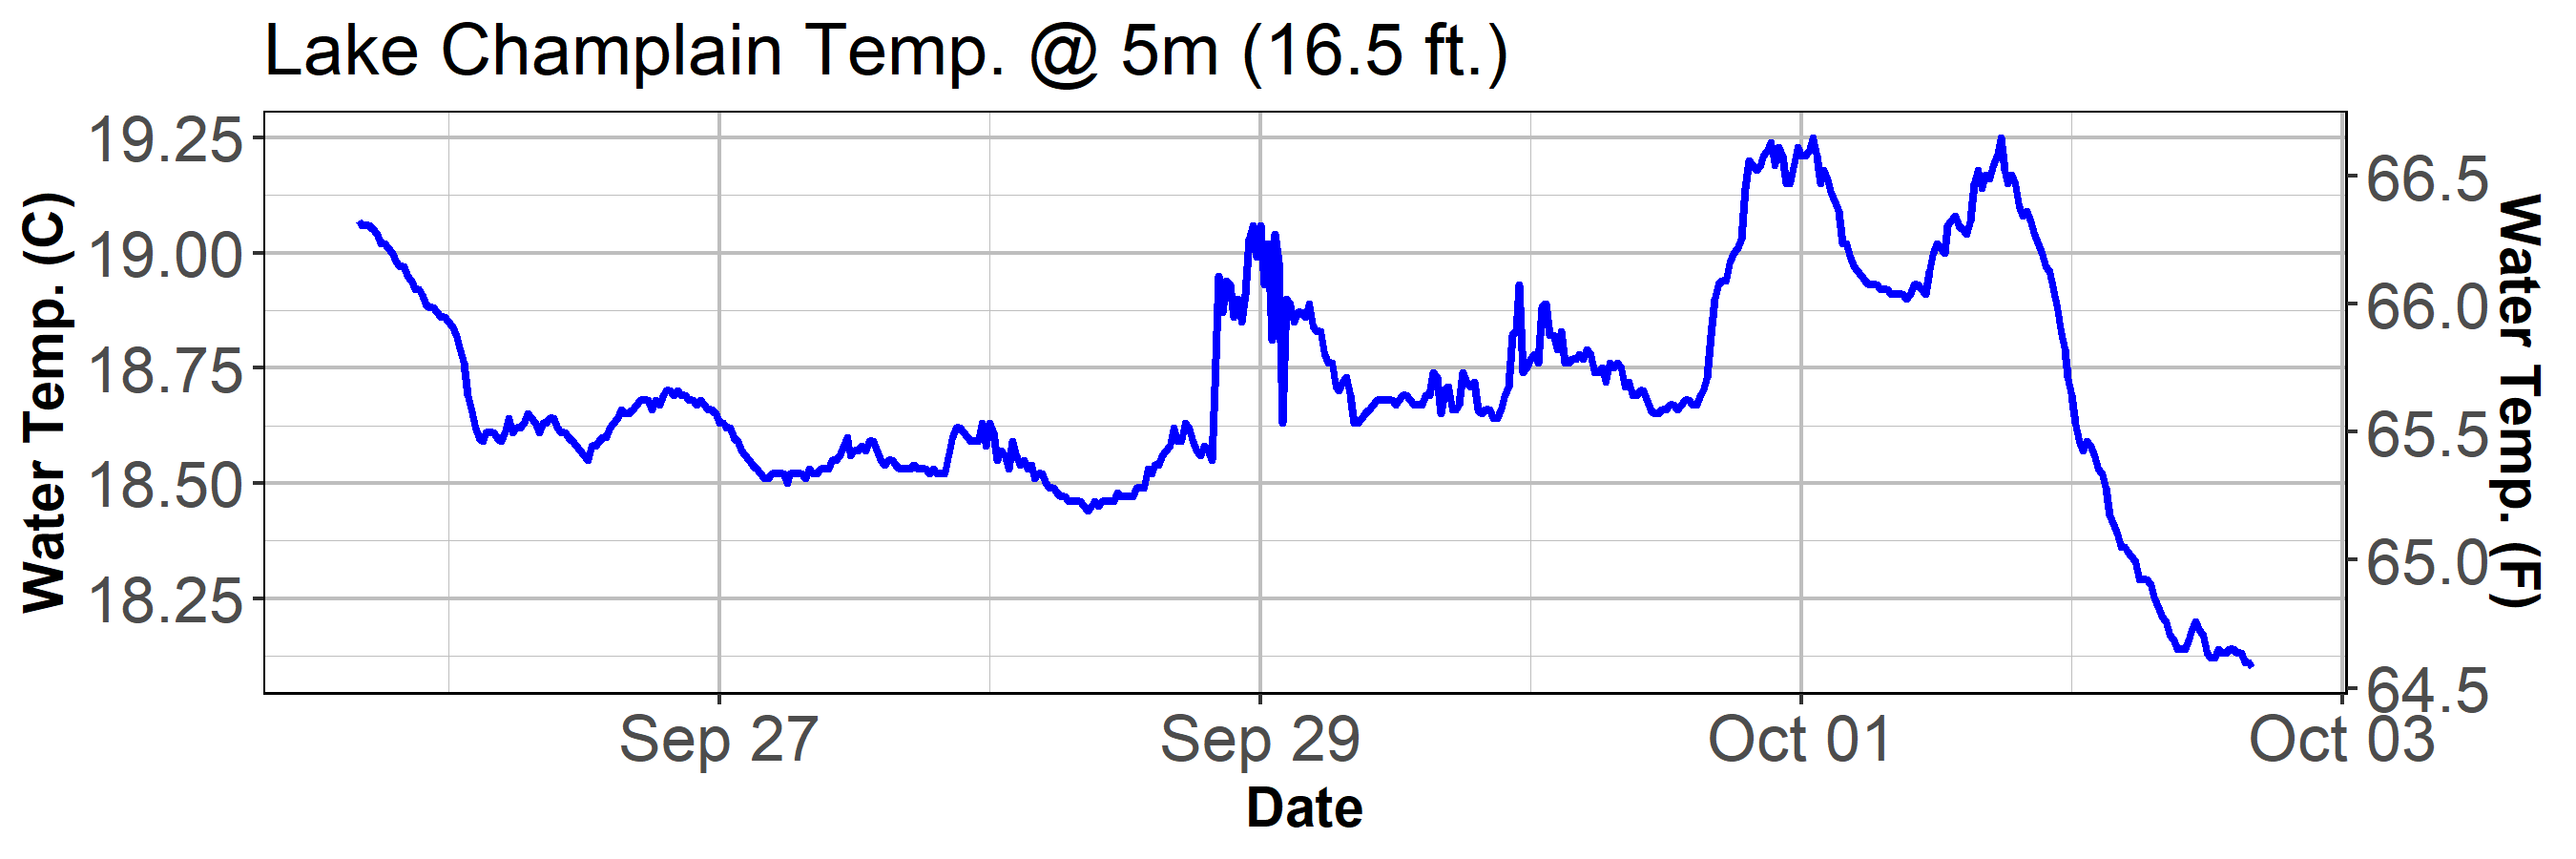 Lake Champlain Temp. @ 5m (16.5 ft.)
Water Temp. (C)
19.25
19.00
18.75
18.50
18.25
66.5
66.0
65.5
65.0
64.5
Water Temp. (F)
Sep 27
Sep 29
Oct 01
Oct 03
Date